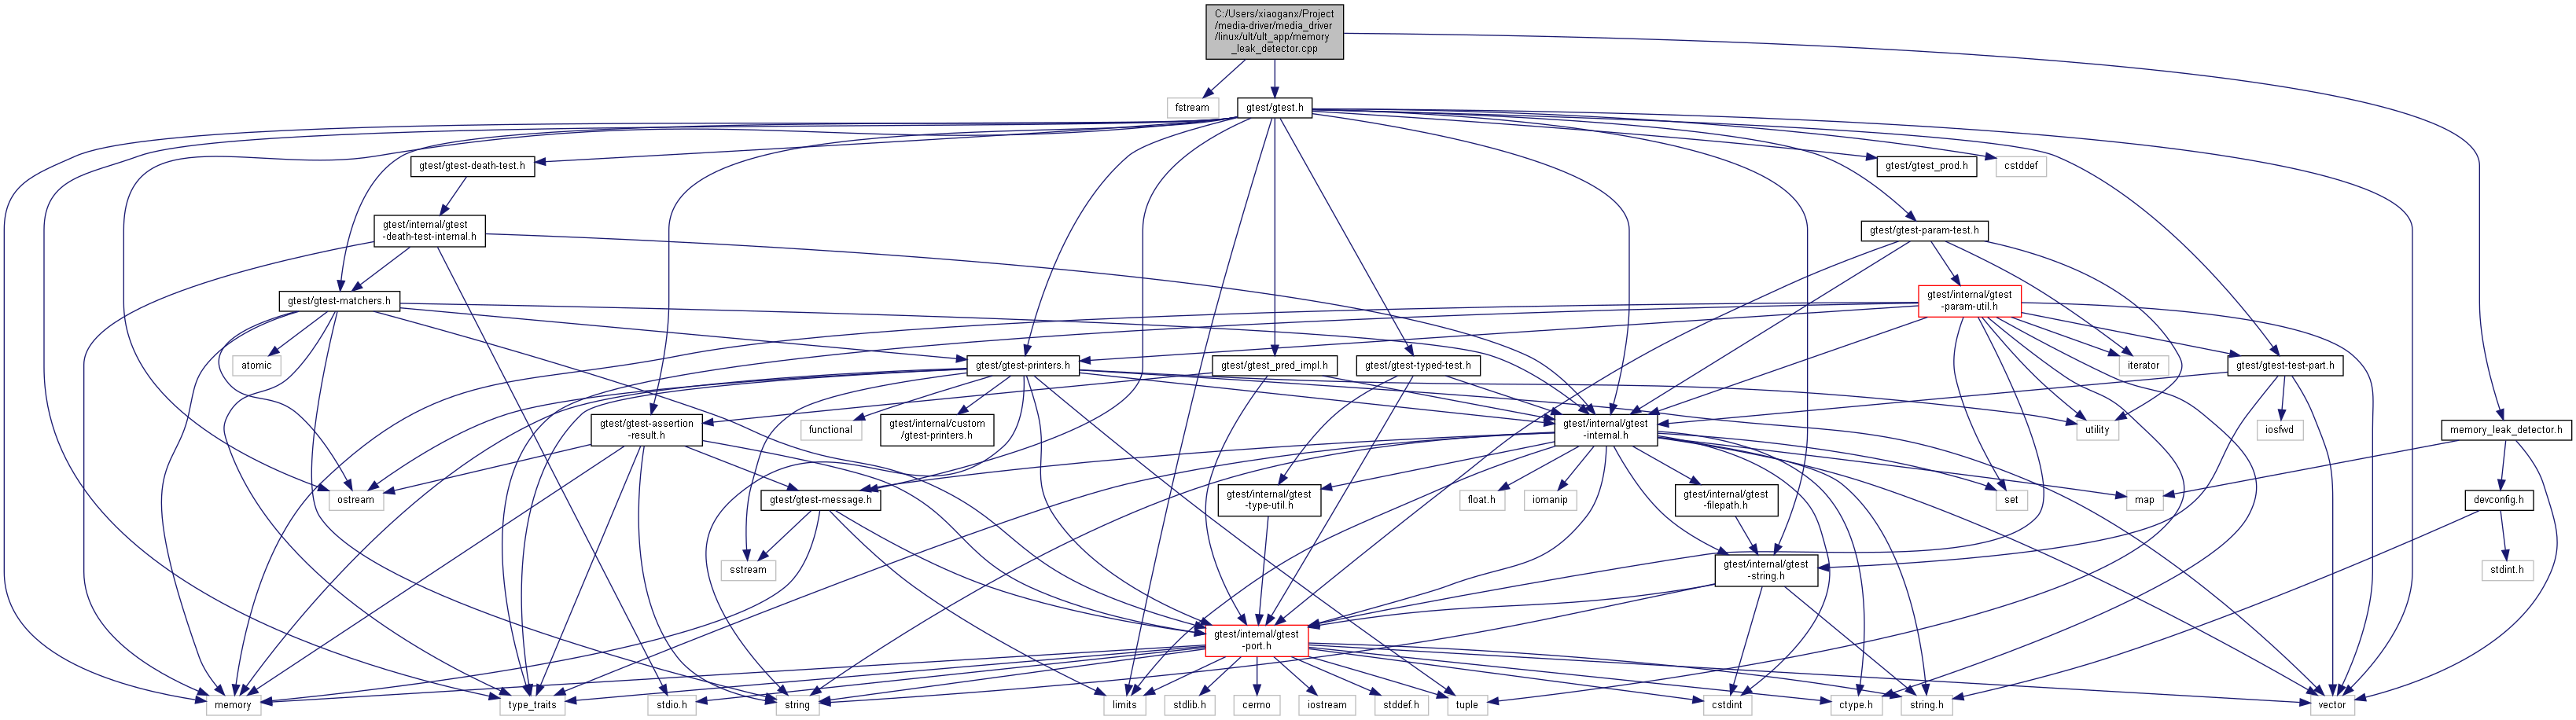 C:/Users/xiaoganx/Project
/media-driver/media_driver
/linux/ult/ult_app/memory
_leak_detector.cpp
fstream
gtest/gtest.h
gtest/gtest-death-test.h
gtest/gtest_prod.h
cstddef
gtest/internal/gtest
-death-test-internal.h
gtest/gtest-param-test.h
gtest/gtest-matchers.h
gtest/internal/gtest
-param-util.h
atomic
gtest/gtest-printers.h
gtest/gtest_pred_impl.h
gtest/gtest-typed-test.h
iterator
gtest/gtest-test-part.h
functional
gtest/internal/custom
/gtest-printers.h
gtest/gtest-assertion
-result.h
gtest/internal/gtest
-internal.h
utility
iosfwd
memory_leak_detector.h
ostream
gtest/gtest-message.h
gtest/internal/gtest
-type-util.h
float.h
iomanip
gtest/internal/gtest
-filepath.h
set
map
devconfig.h
sstream
gtest/internal/gtest
-string.h
stdint.h
gtest/internal/gtest
-port.h
memory
type_traits
stdio.h
string
limits
stdlib.h
cerrno
iostream
stddef.h
tuple
cstdint
ctype.h
string.h
vector